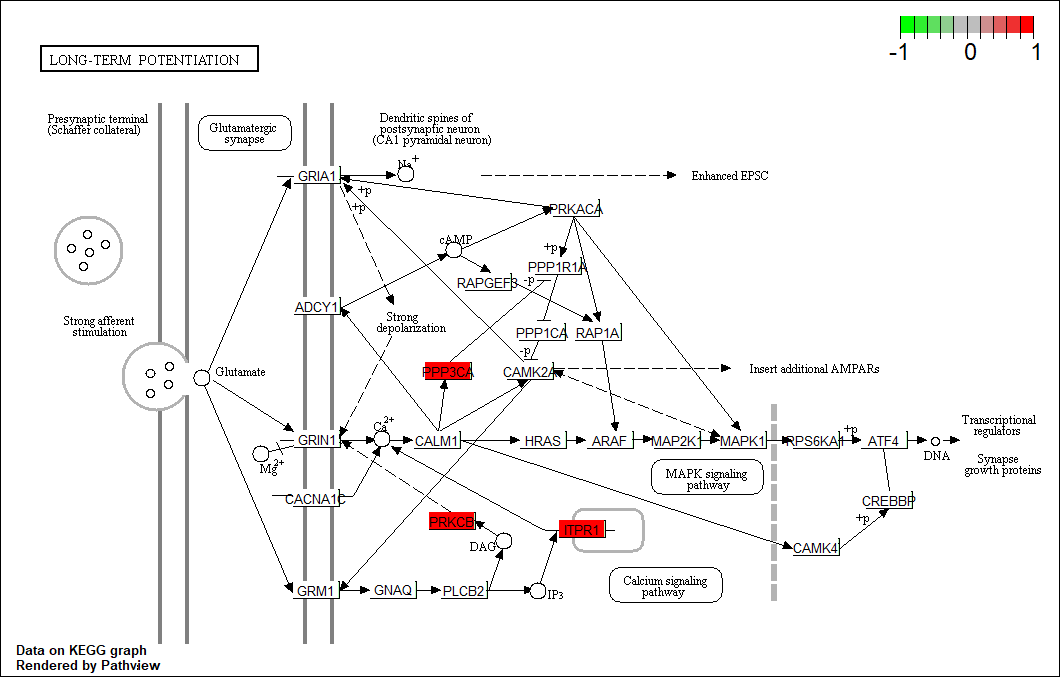 -1 0 1
LONG-TERM POTENTIATION
Presynaptic terminal
(Schaffer collateral)
Glutamatergic
synapse
Dendritic spines of
postsynaptic neuron
(CA1 pyramidal neuron)
GRIA1
Na+
+p
+p
Enhanced EPSC
PRKACA
cAMP
+p
PPP1R1A
RAPGEF3
-p
ADCY1
Strong
depolarization
Strong afferent
stimulation
PPP1CA
RAP1A
-p
PPP3CA
CAMK2A
Insert additional AMPARs
Glutamate
Ca2+
GRIN1
CALM1
HRAS
ARAF
MAP2K1
MAPK1
RPS6KA1
+p
ATF4
DNA
Transcriptional
regulators
Synapse
growth proteins
Mg2+
MAPK signaling
pathway
CACNA1C
CREBBP
+p
PRKCB
ITPR1
DAG
CAMK4
GRM1
GNAQ
PLCB2
IP3
Calcium signaling
pathway
Data on KEGG graph
Rendered by Pathview